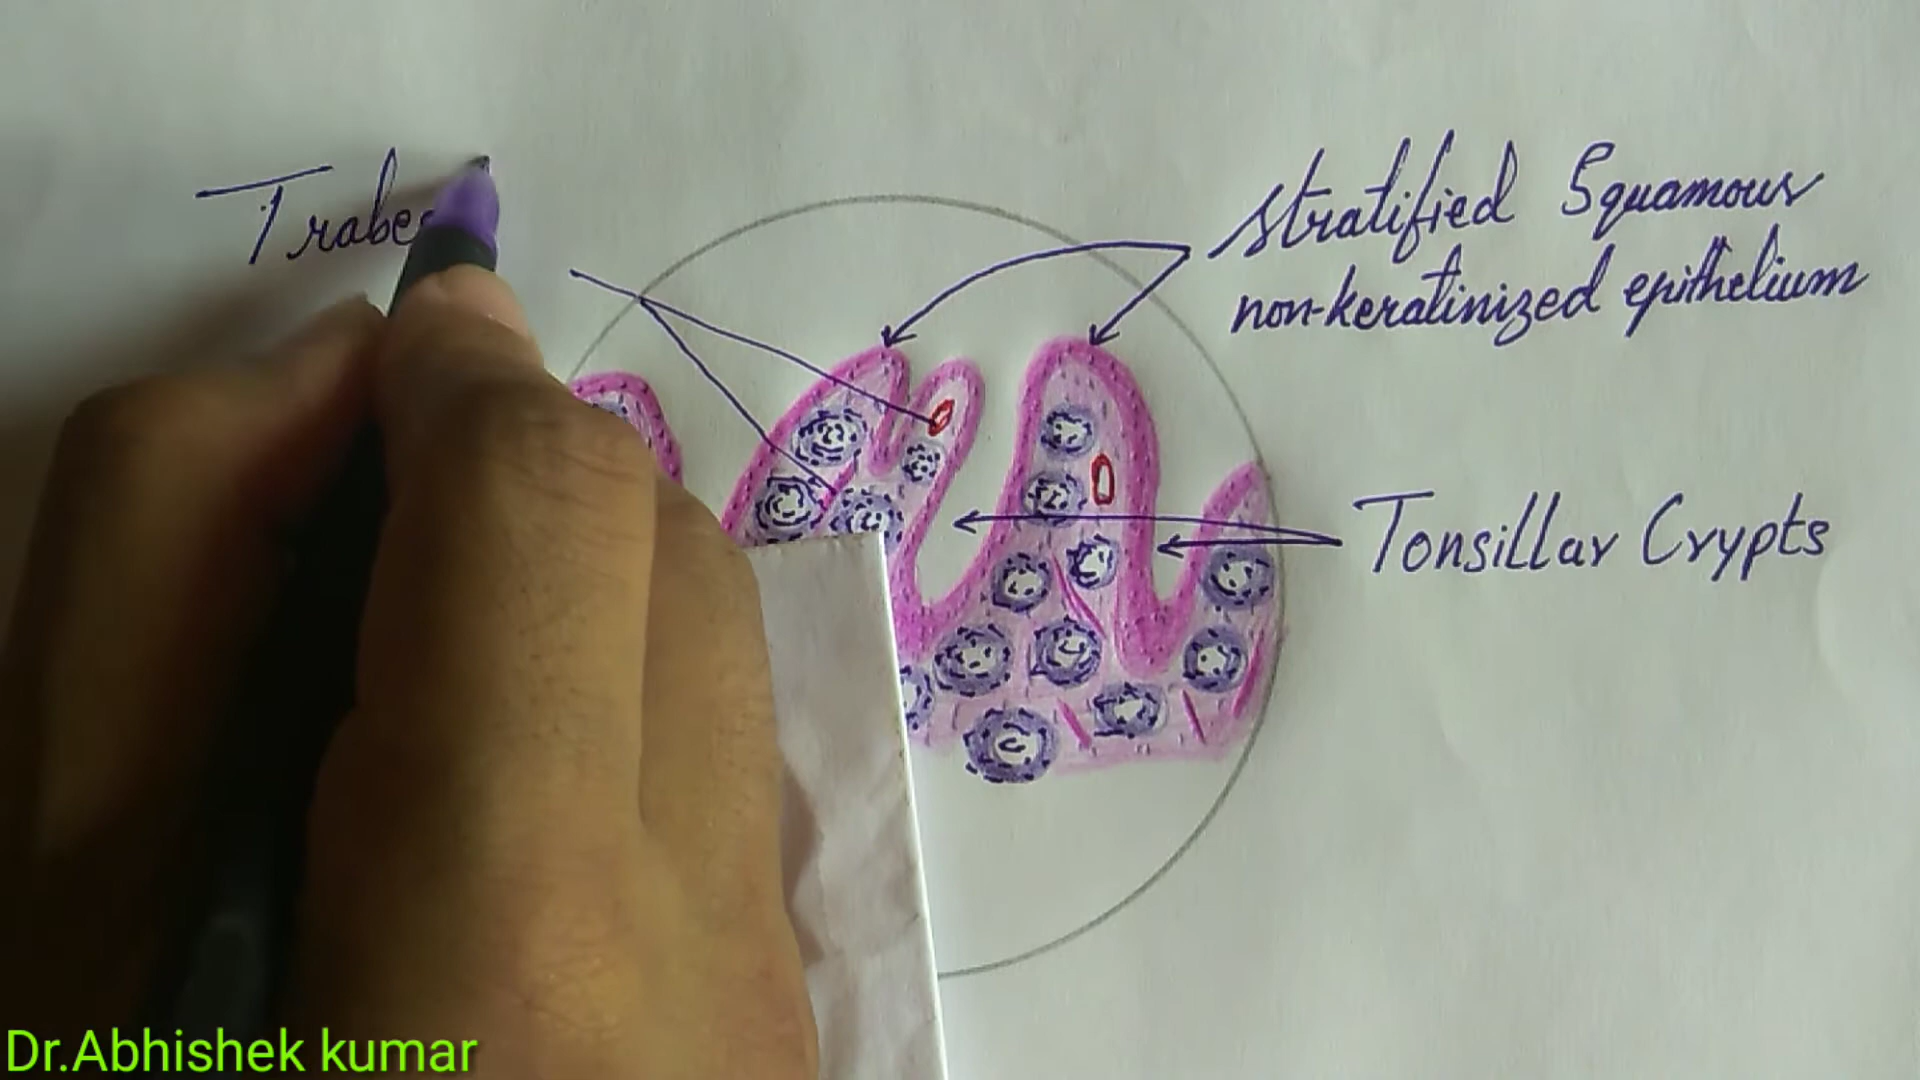 Trabe
Stratified Squamous
non-keratinized epithelium
Tonsillar Crypts
Dr.Abhishek kumar